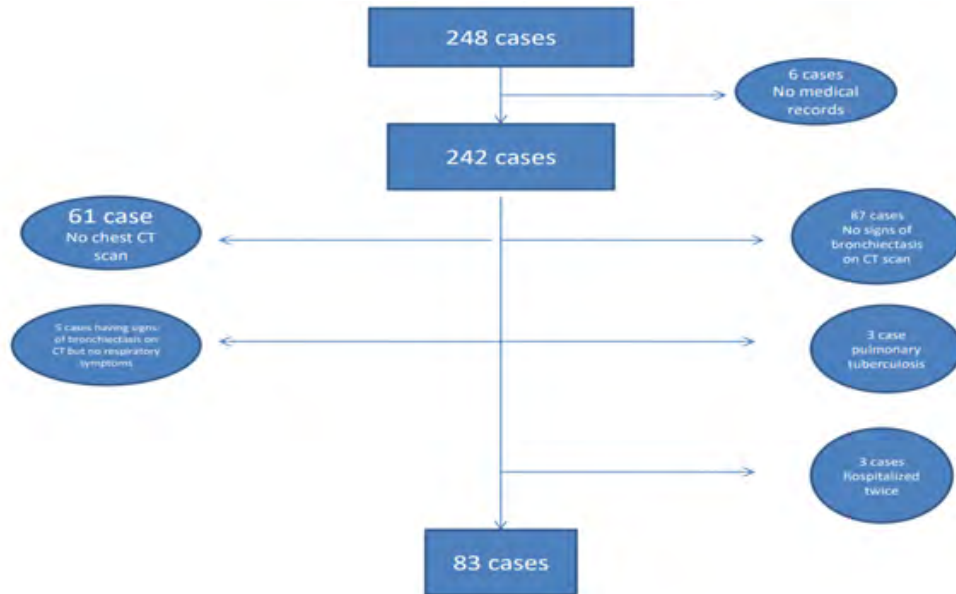 248 cases
6 cases
No medical
records
242 cases
61 case
No chest CT
scan
87 cases
No signs of
bronchiectasis
on CT scan
5 cases having signs
of bronchiectasis on
CT but no respiratory
symptoms
3 case
pulmonary
tuberculosis
3 cases
Hospitalized
twice
83 cases